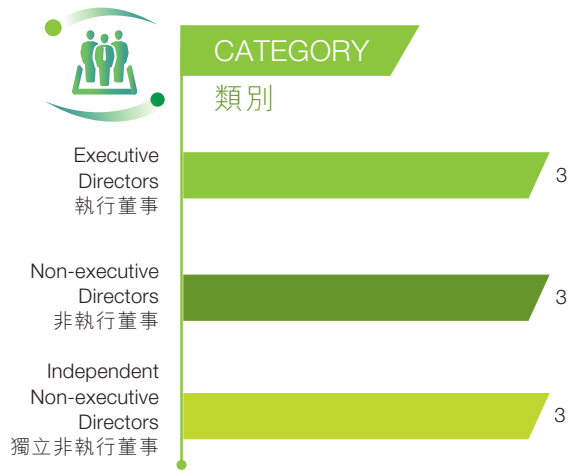 CATEGORY
類別
Executive
Directors
執行董事
3
Non-executive
Directors
非執行董事
3
Independent
Non-executive
Directors
獨立非執行董事
3